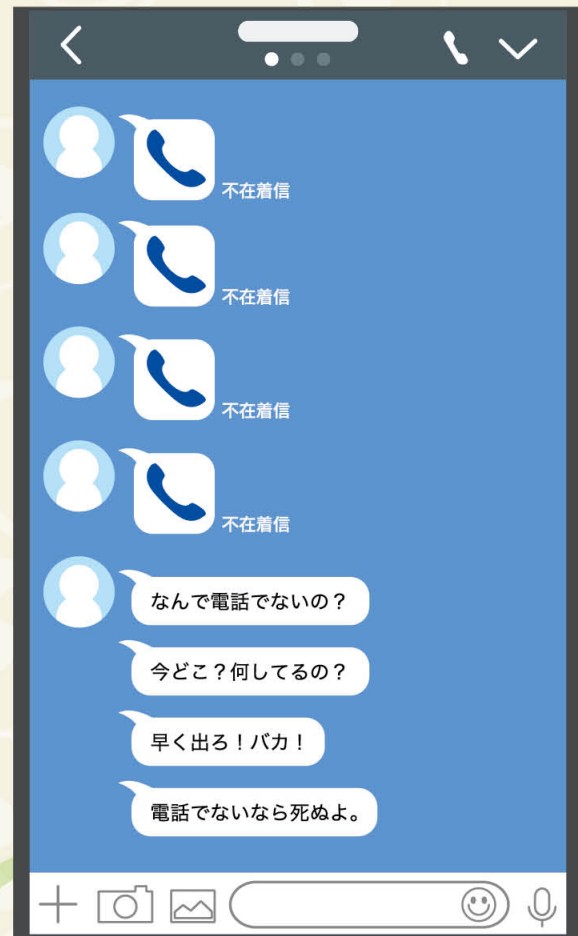 不在着信
不在着信
不在着信
不在着信
なんで電話でないの？
今どこ？何してるの？
早く出ろ！バカ！
電話でないなら死ぬよ。